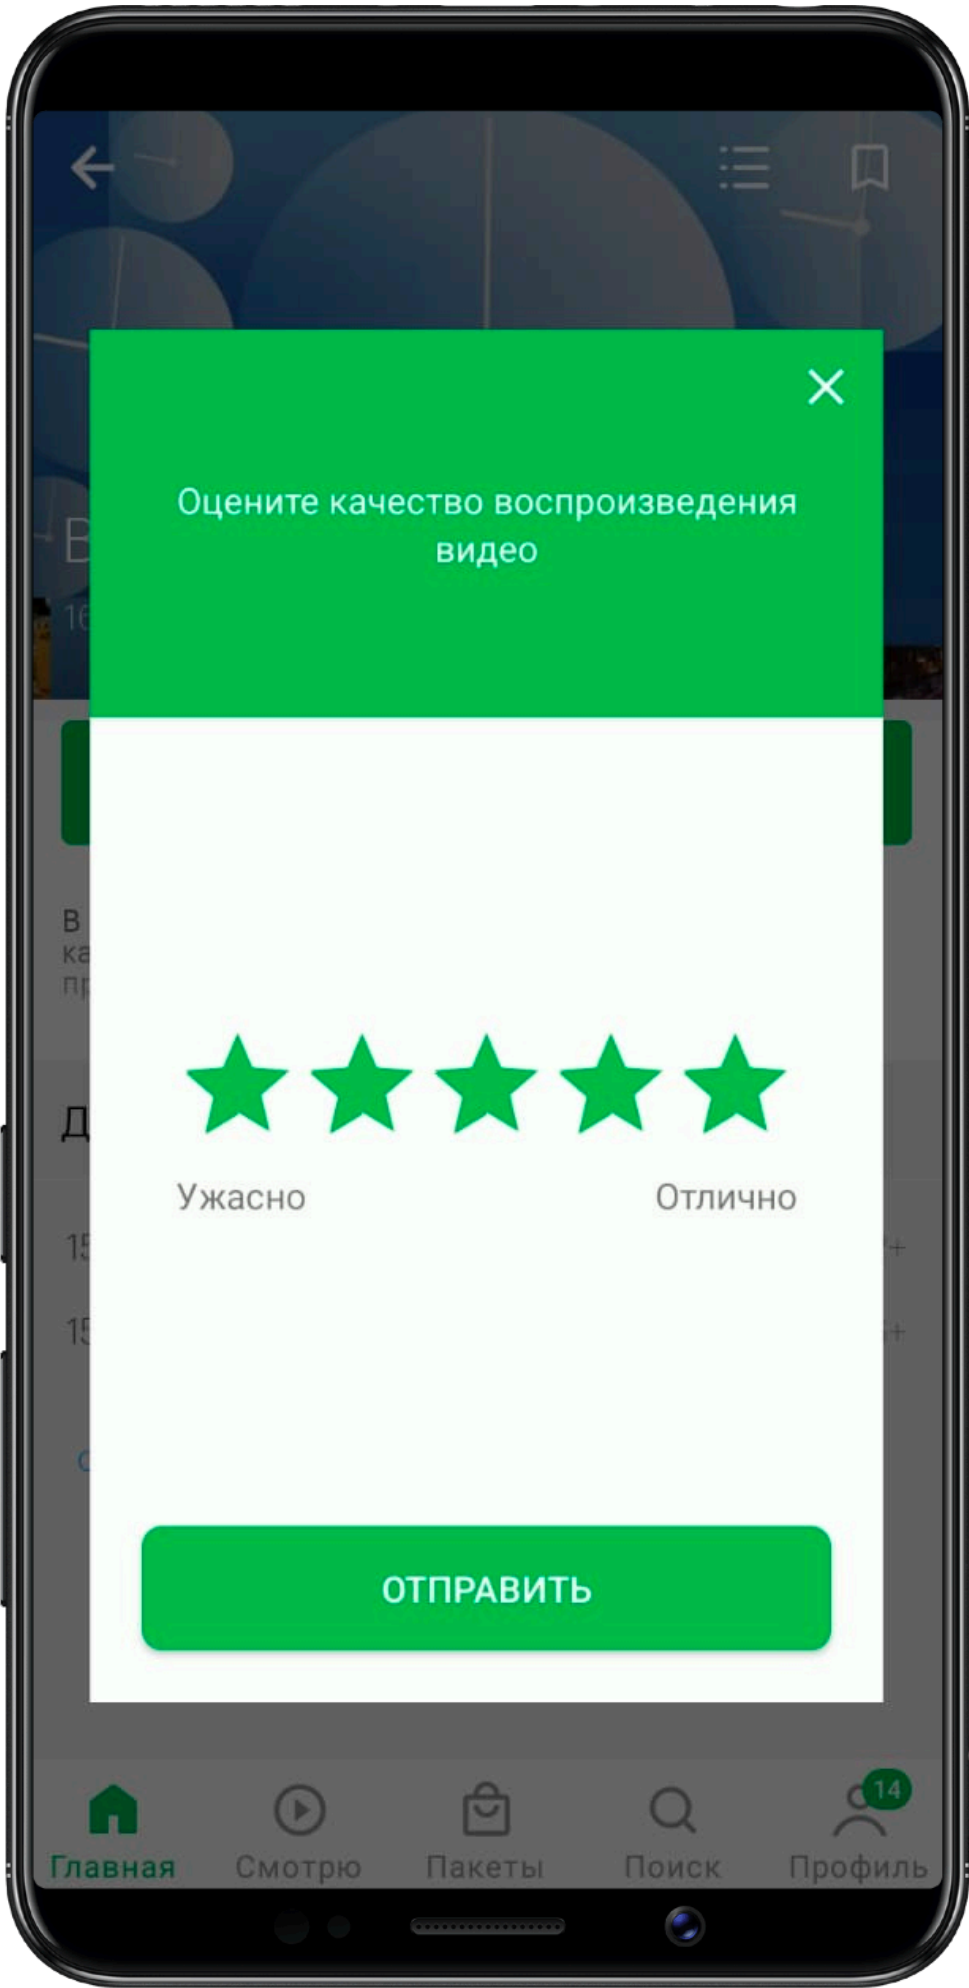 Оцените качество воспроизведения
видео
Ужасно
Отлично
ОТПРАВИТЬ
14
Главная
Смотрю
Пакеты
Поиск
Профиль